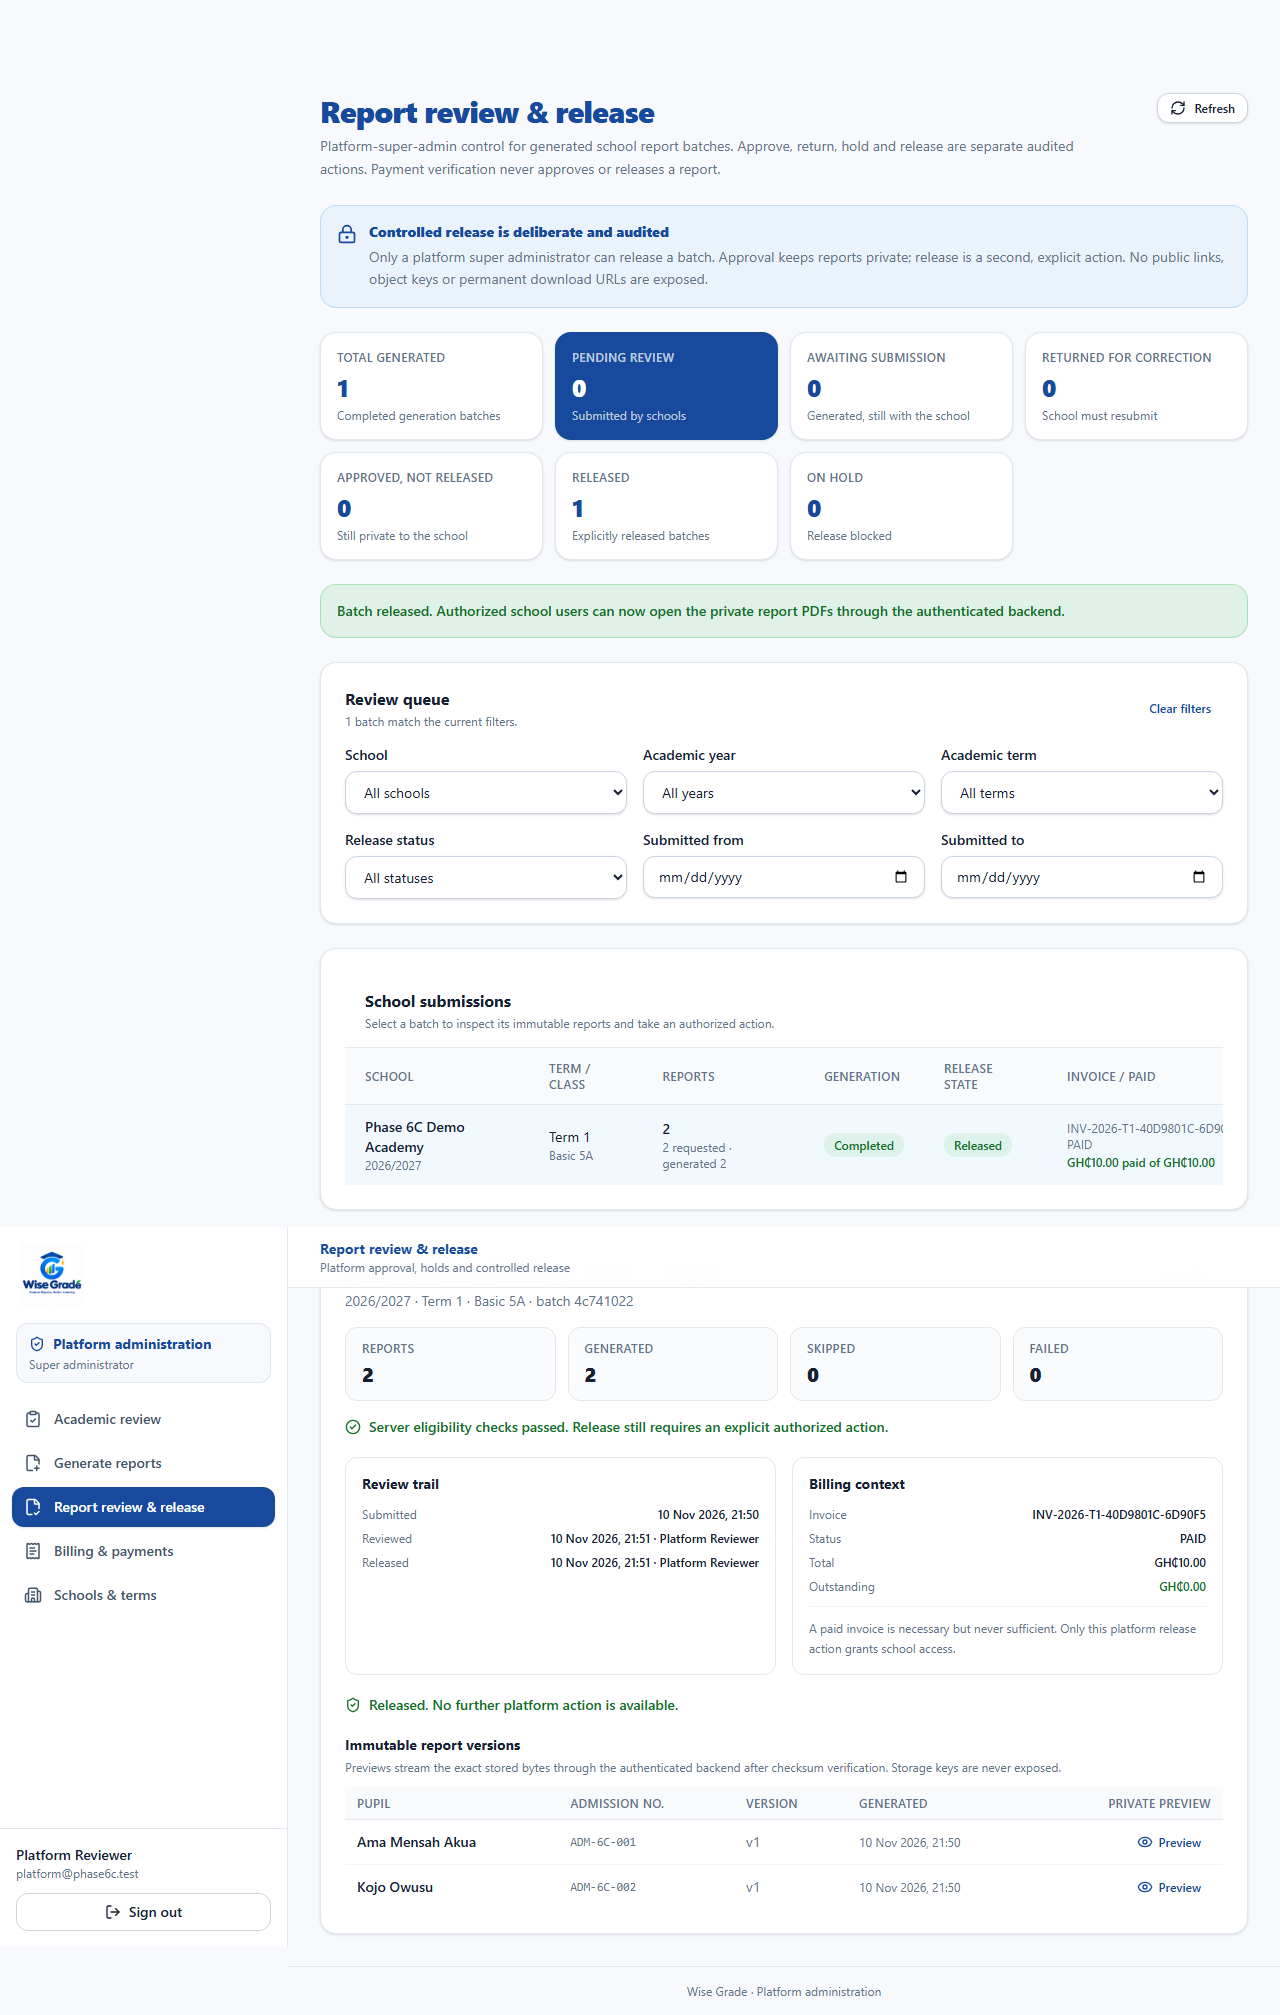 Report review & release
Refresh
Platform-super-admin control for generated school report batches. Approve, return, hold and release are separate audited
actions. Payment verification never approves or releases a report.
Controlled release is deliberate and audited
Only a platform super administrator can release a batch. Approval keeps reports private; release is a second, explicit action. No public links,
object keys or permanent download URLs are exposed.
TOTAL GENERATED
1
Completed generation batches
PENDING REVIEW
0
Submitted by schools
AWAITING SUBMISSION
0
Generated, still with the school
RETURNED FOR CORRECTION
0
School must resubmit
APPROVED, NOT RELEASED
0
Still private to the school
RELEASED
1
Explicitly released batches
ON HOLD
0
Release blocked
Batch released. Authorized school users can now open the private report PDFs through the authenticated backend.
Review queue
1 batch match the current filters.
Clear filters
School
All schools
Academic year
All years
Academic term
All terms
Release status
All statuses
Submitted from
mm/dd/yyyy
Submitted to
mm/dd/yyyy
School submissions
Select a batch to inspect its immutable reports and take an authorized action.
SCHOOL
TERM /
CLASS
REPORTS
GENERATION
RELEASE
STATE
INVOICE / PAID
Phase 6C Demo
Academy
2026/2027
Term 1
Basic 5A
2
2 requested ·
generated 2
Completed
Released
INV-2026-T1-40D9801C-6D90
PAID
GH₵10.00 paid of GH₵10.00
Wise Grade
Platform administration
Super administrator
Academic review
Generate reports
Report review & release
Billing & payments
Schools & terms
Platform Reviewer
platform@phase6c.test
Sign out
Report review & release
Platform approval, holds and controlled release
2026/2027 · Term 1 · Basic 5A · batch 4c741022
REPORTS
2
GENERATED
2
SKIPPED
0
FAILED
0
Server eligibility checks passed. Release still requires an explicit authorized action.
Review trail
Submitted 10 Nov 2026, 21:50
Reviewed 10 Nov 2026, 21:51 · Platform Reviewer
Released 10 Nov 2026, 21:51 · Platform Reviewer
Billing context
Invoice INV-2026-T1-40D9801C-6D90F5
Status PAID
Total GH₵10.00
Outstanding GH₵0.00
A paid invoice is necessary but never sufficient. Only this platform release
action grants school access.
Released. No further platform action is available.
Immutable report versions
Previews stream the exact stored bytes through the authenticated backend after checksum verification. Storage keys are never exposed.
PUPIL ADMISSION NO. VERSION GENERATED PRIVATE PREVIEW
Ama Mensah Akua ADM-6C-001 v1 10 Nov 2026, 21:50 Preview
Kojo Owusu ADM-6C-002 v1 10 Nov 2026, 21:50 Preview
Wise Grade · Platform administration